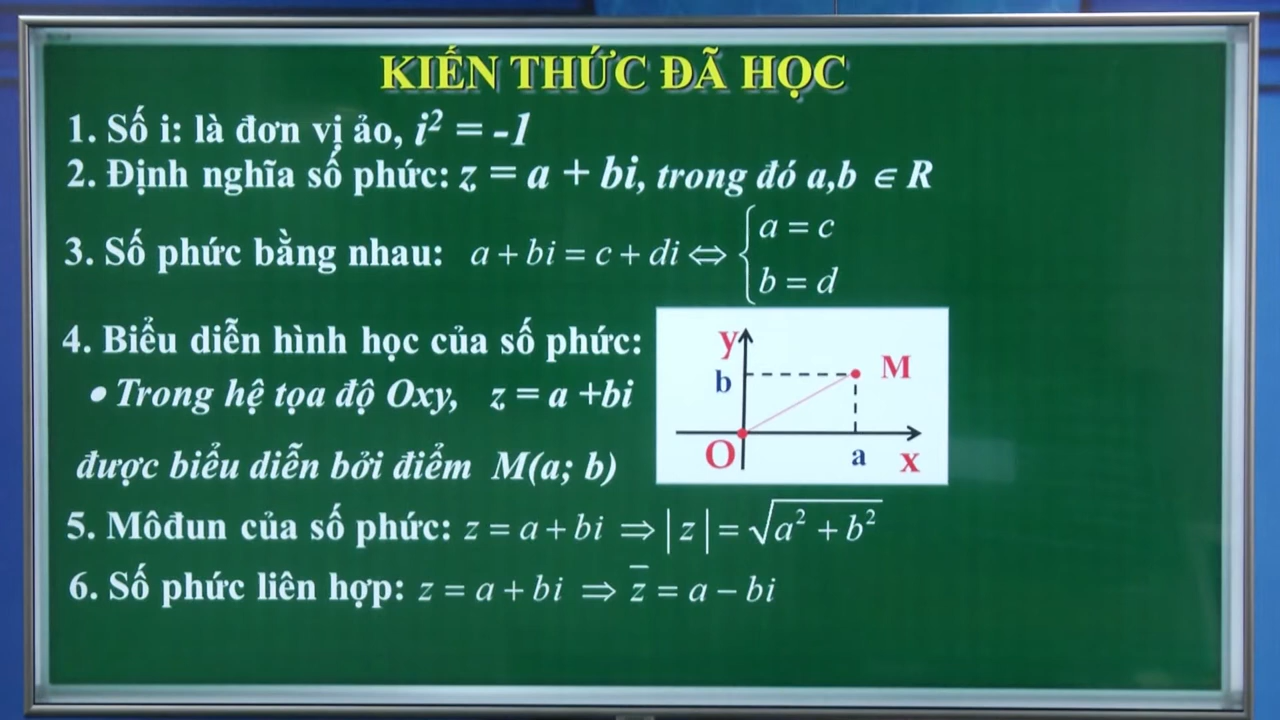 KIẾN THỨC ĐÃ HỌC
1. Số i: là đơn vị ảo, i² = -1
2. Định nghĩa số phức: z = a + bi, trong đó a,b ∈ R
3. Số phức bằng nhau: a + bi = c + di ⇔ { a = c
b = d
4. Biểu diễn hình học của số phức:
• Trong hệ tọa độ Oxy, z = a +bi
được biểu diễn bởi điểm M(a; b)
y
b
M
O
a
x
5. Môđun của số phức: z = a + bi ⇒ | z | = √(a² + b²)
6. Số phức liên hợp: z = a + bi ⇒ z̅ = a − bi